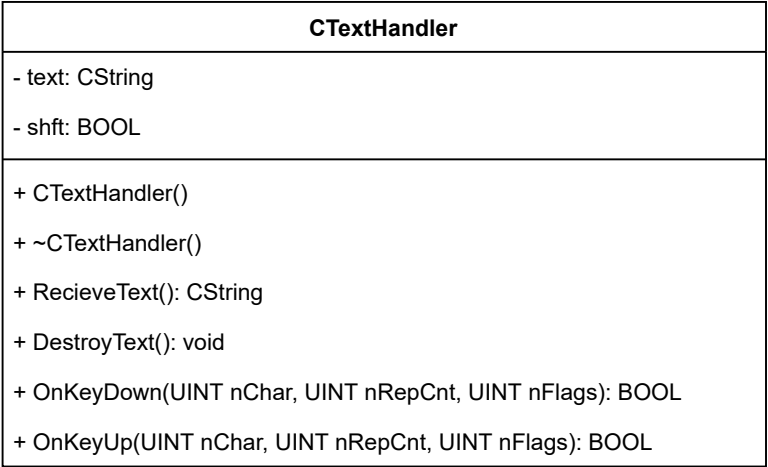 CTextHandler
- text: CString
- shft: BOOL
+ CTextHandler()
+ ~CTextHandler()
+ RecieveText(): CString
+ DestroyText(): void
+ OnKeyDown(UINT nChar, UINT nRepCnt, UINT nFlags): BOOL
+ OnKeyUp(UINT nChar, UINT nRepCnt, UINT nFlags): BOOL